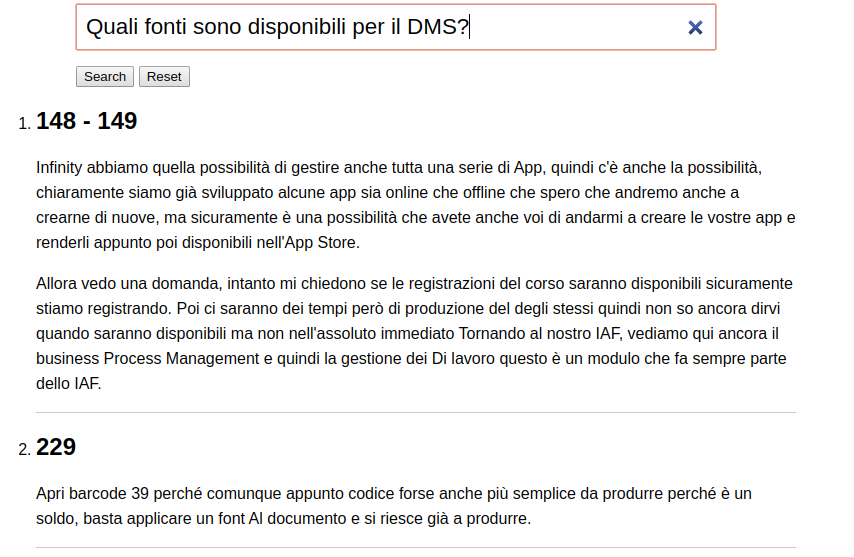 Quali fonti sono disponibili per il DMS?
Search Reset
1. 148 - 149
Infinity abbiamo quella possibilità di gestire anche tutta una serie di App, quindi c'è anche la possibilità,
chiaramente siamo già sviluppato alcune app sia online che offline che spero che andremo anche a
crearne di nuove, ma sicuramente è una possibilità che avete anche voi di andarmi a creare le vostre app e
renderli appunto poi disponibili nell'App Store.
Allora vedo una domanda, intanto mi chiedono se le registrazioni del corso saranno disponibili sicuramente
stiamo registrando. Poi ci saranno dei tempi però di produzione del degli stessi quindi non so ancora dirvi
quando saranno disponibili ma non nell'assoluto immediato Tornando al nostro IAF, vediamo qui ancora il
business Process Management e quindi la gestione dei Di lavoro questo è un modulo che fa sempre parte
dello IAF.
2. 229
Apri barcode 39 perché comunque appunto codice forse anche più semplice da produrre perché è un
soldo, basta applicare un font Al documento e si riesce già a produrre.